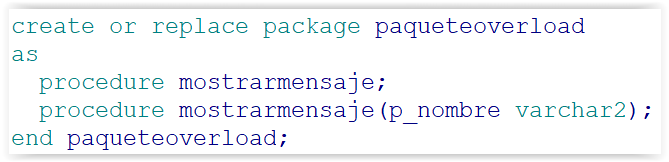 create or replace package paqueteoverload
as
  procedure mostrarmensaje;
  procedure mostrarmensaje(p_nombre varchar2);
end paqueteoverload;